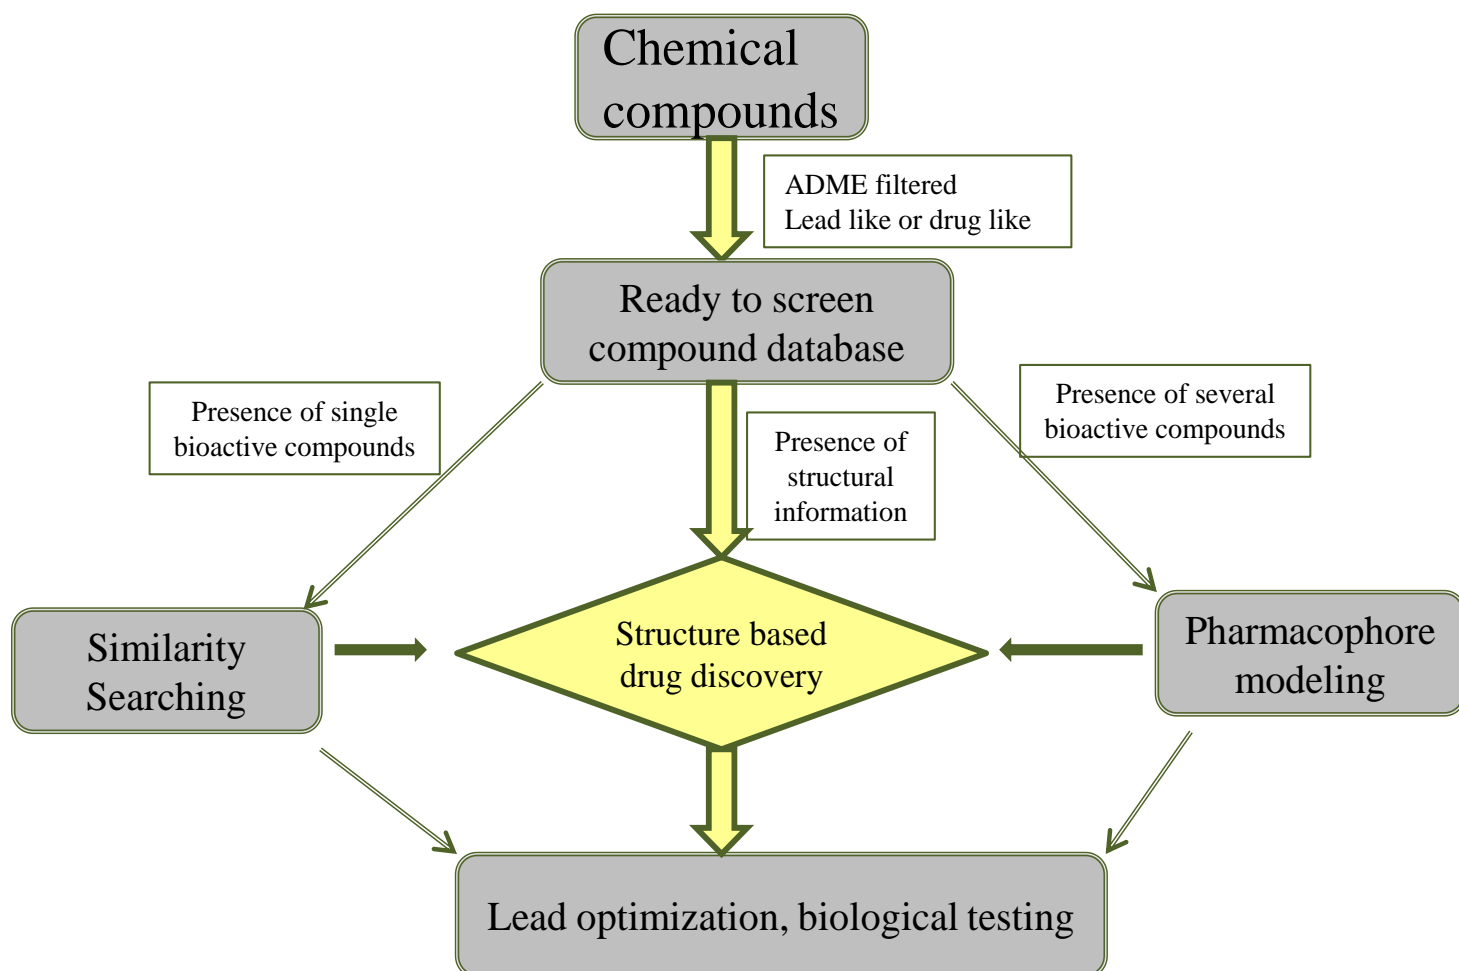 Chemical
compounds
ADME filtered
Lead like or drug like
Ready to screen
compound database
Presence of single
bioactive compounds
Presence of
structural
information
Presence of several
bioactive compounds
Similarity
Searching
Structure based
drug discovery
Pharmacophore
modeling
Lead optimization, biological testing